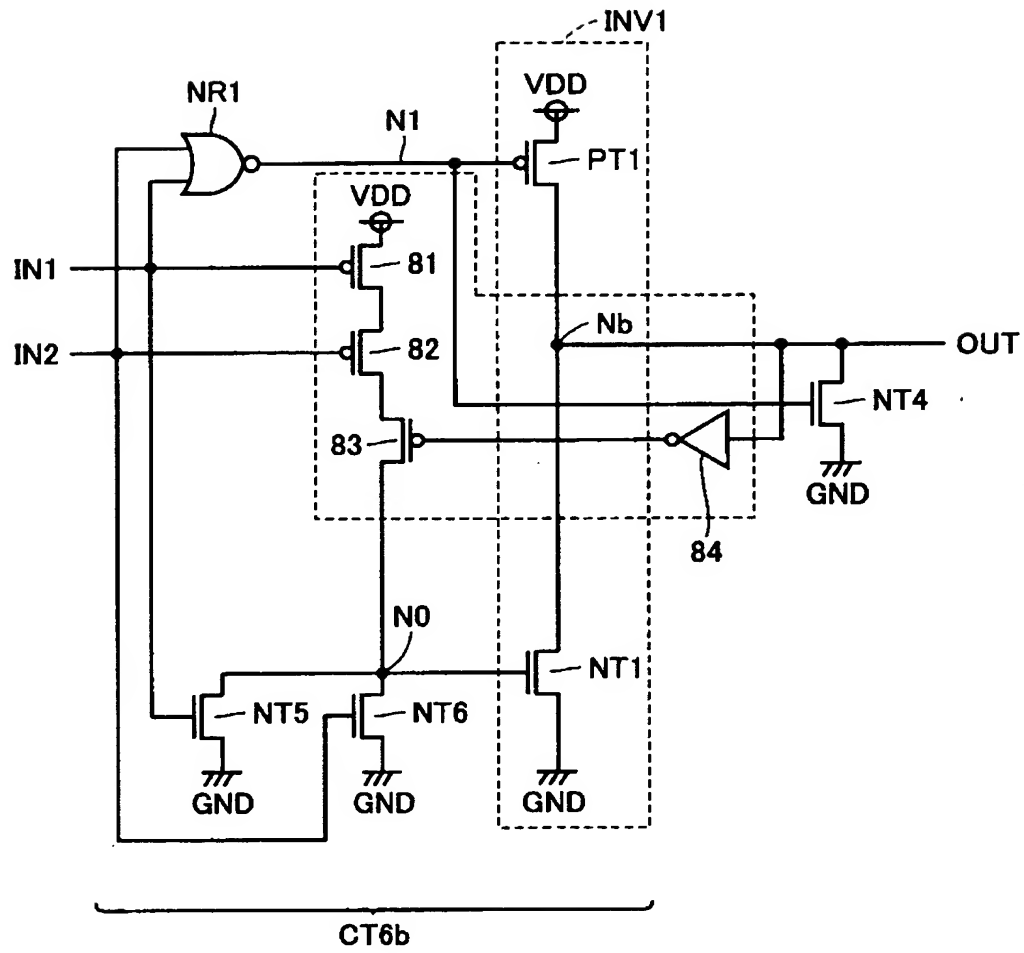 INV1
VDD
NR1
N1
PT1
VDD
IN1
81
Nb
IN2
82
OUT
NT4
83
GND
84
N0
NT1
NT5
NT6
GND
GND
GND
CT6b